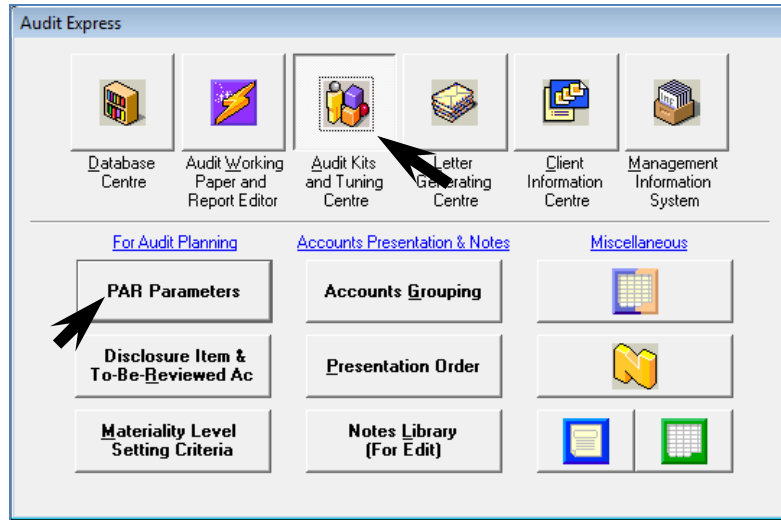 Audit Express
Database
Centre
Audit Working
Paper and
Report Editor
Audit Kits
and Tuning
Centre
Letter
Generating
Centre
Client
Information
Centre
Management
Information
System
For Audit Planning
Accounts Presentation & Notes
Miscellaneous
PAR Parameters
Accounts Grouping
Disclosure Item &
To-Be-Reviewed Ac
Presentation Order
Materiality Level
Setting Criteria
Notes Library
(For Edit)